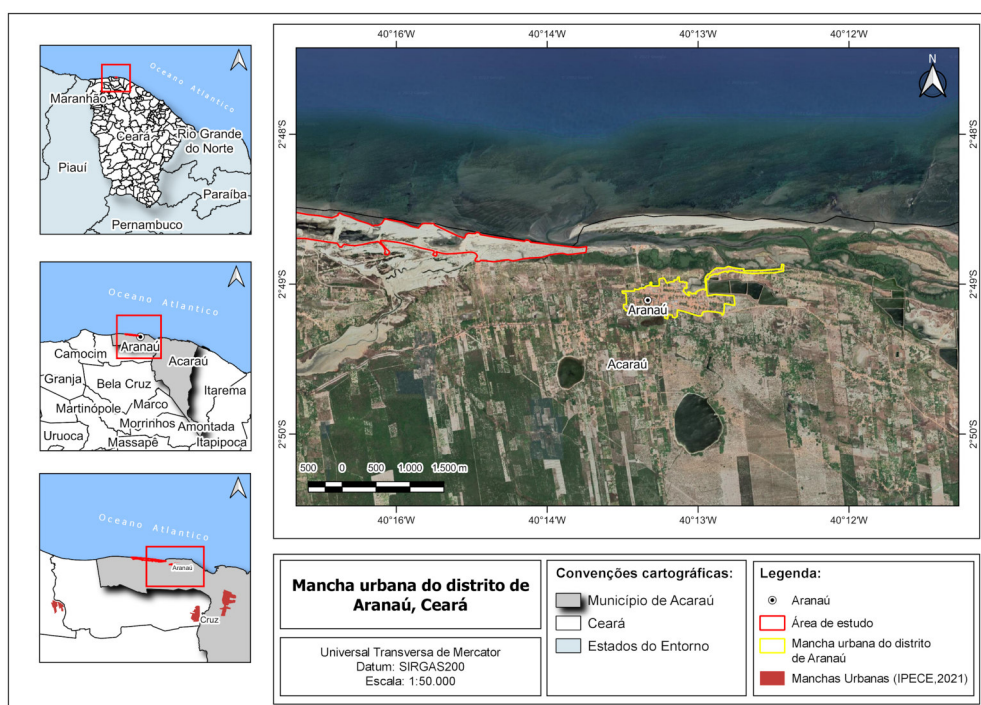 Oceano Atlantico
Maranhão
Ceará
Rio Grande
do Norte
Piauí
Paraíba
Pernambuco
Oceano Atlantico
Aranaú
Camocim
Acaraú
Granja
Bela Cruz
Itarema
Martinópole
Marco
Morrinhos
Amontada
Uruoca
Massapê
Itapipoca
Oceano Atlantico
Aranaú
Cruz
40°16'W
40°14'W
40°13'W
40°12'W
N
2°48'S
2°48'S
2°49'S
2°49'S
Aranaú
Acaraú
2°50'S
2°50'S
500 0 500 1.000 1.500 m
40°16'W
40°14'W
40°13'W
40°12'W
Mancha urbana do distrito de
Aranaú, Ceará
Universal Transversa de Mercator
Datum: SIRGAS200
Escala: 1:50.000
Convenções cartográficas:
Município de Acaraú
Ceará
Estados do Entorno
Legenda:
Aranaú
Área de estudo
Mancha urbana do distrito
de Aranaú
Manchas Urbanas (IPECE,2021)